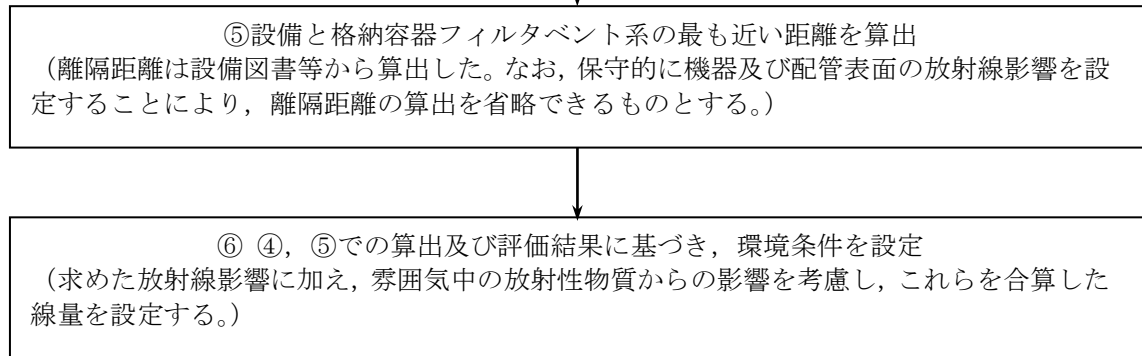 ⑤設備と格納容器フィルタベント系の最も近い距離を算出
（離隔距離は設備図書等から算出した。なお，保守的に機器及び配管表面の放射線影響を設
定することにより，離隔距離の算出を省略できるものとする。）
⑥ ④，⑤での算出及び評価結果に基づき，環境条件を設定
（求めた放射線影響に加え，雰囲気中の放射性物質からの影響を考慮し，これらを合算した
線量を設定する。）